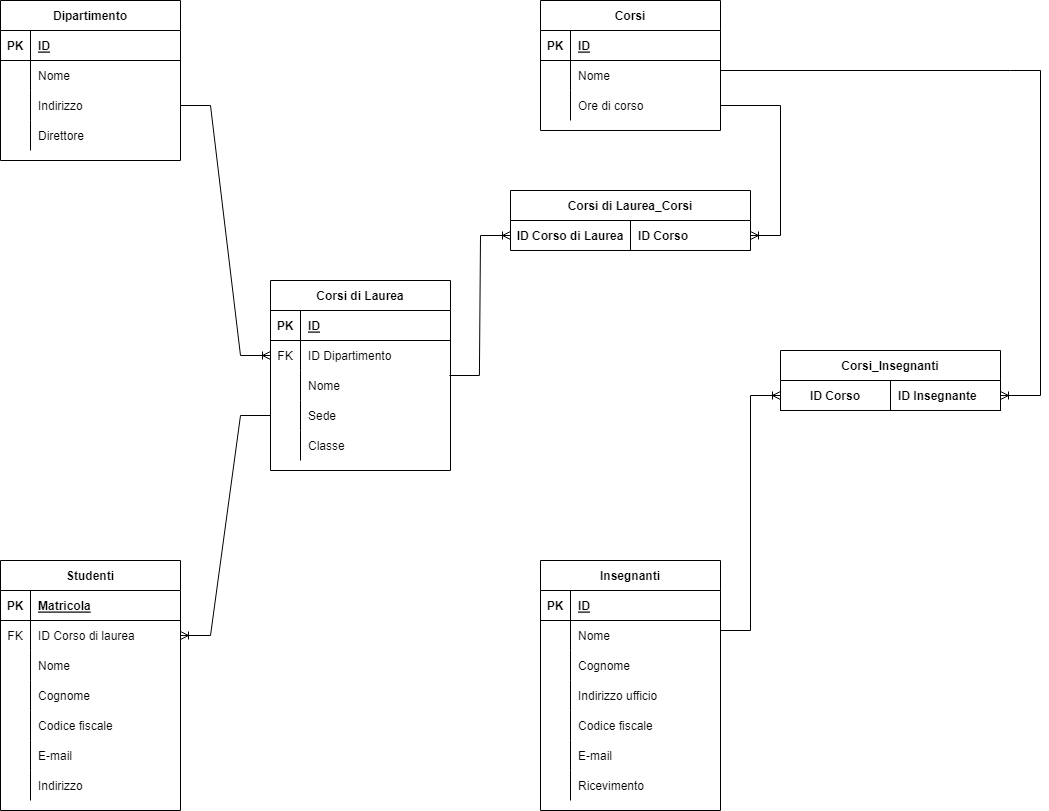 Dipartimento
PK ID
Nome
Indirizzo
Direttore
Corsi
PK ID
Nome
Ore di corso
Corsi di Laurea_Corsi
ID Corso di Laurea ID Corso
Corsi di Laurea
PK ID
FK ID Dipartimento
Nome
Sede
Classe
Corsi_Insegnanti
ID Corso ID Insegnante
Studenti
PK Matricola
FK ID Corso di laurea
Nome
Cognome
Codice fiscale
E-mail
Indirizzo
Insegnanti
PK ID
Nome
Cognome
Indirizzo ufficio
Codice fiscale
E-mail
Ricevimento